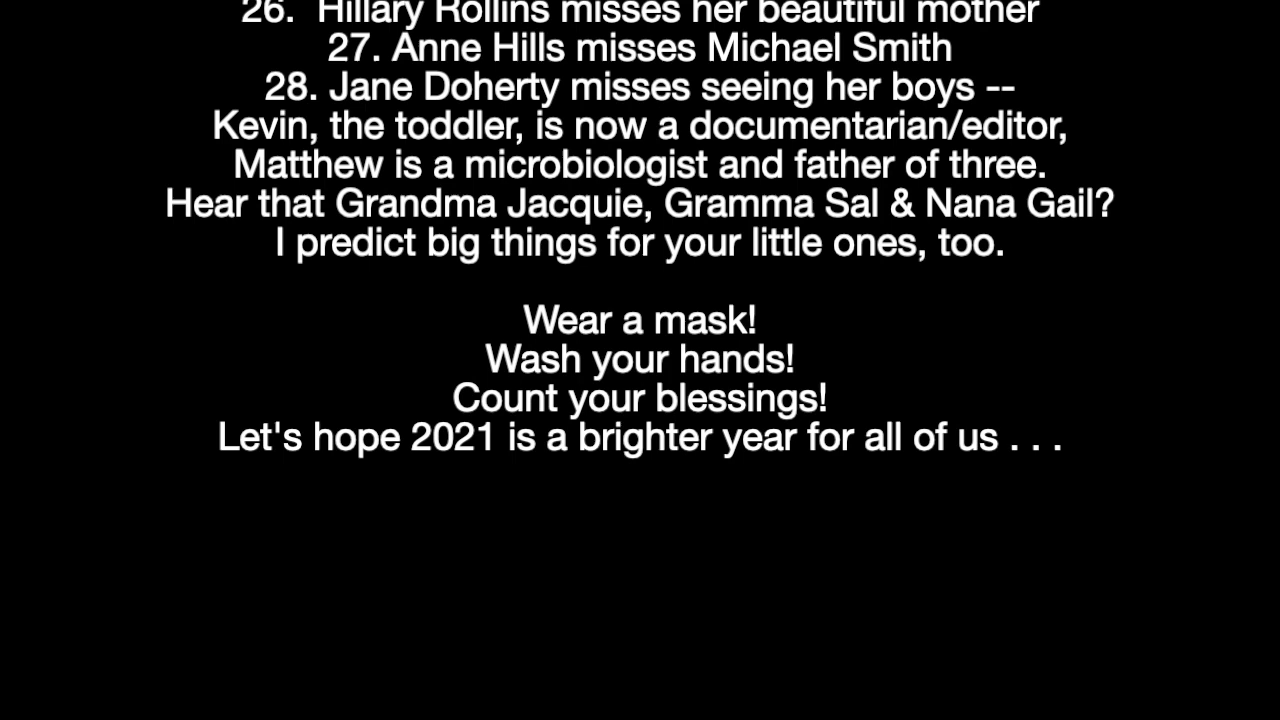 26.  Hillary Rollins misses her beautiful mother
27. Anne Hills misses Michael Smith
28. Jane Doherty misses seeing her boys --
Kevin, the toddler, is now a documentarian/editor,
Matthew is a microbiologist and father of three.
Hear that Grandma Jacquie, Gramma Sal & Nana Gail?
I predict big things for your little ones, too.
Wear a mask!
Wash your hands!
Count your blessings!
Let's hope 2021 is a brighter year for all of us . . .